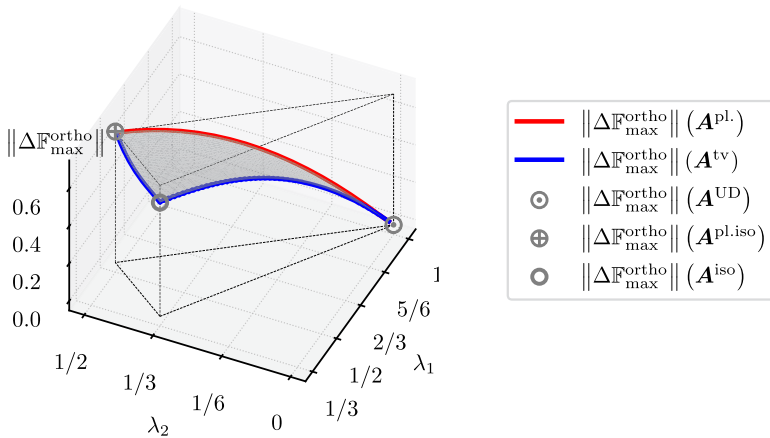 ‖Δ𝔽^ortho_max‖
0.6
0.4
0.2
0.0
1/2
1/3
1/6
0
λ₂
1/3
1/2
2/3
5/6
1
λ₁
‖Δ𝔽^ortho_max‖ (A^pl.)
‖Δ𝔽^ortho_max‖ (A^tv)
‖Δ𝔽^ortho_max‖ (A^UD)
‖Δ𝔽^ortho_max‖ (A^pl.iso)
‖Δ𝔽^ortho_max‖ (A^iso)